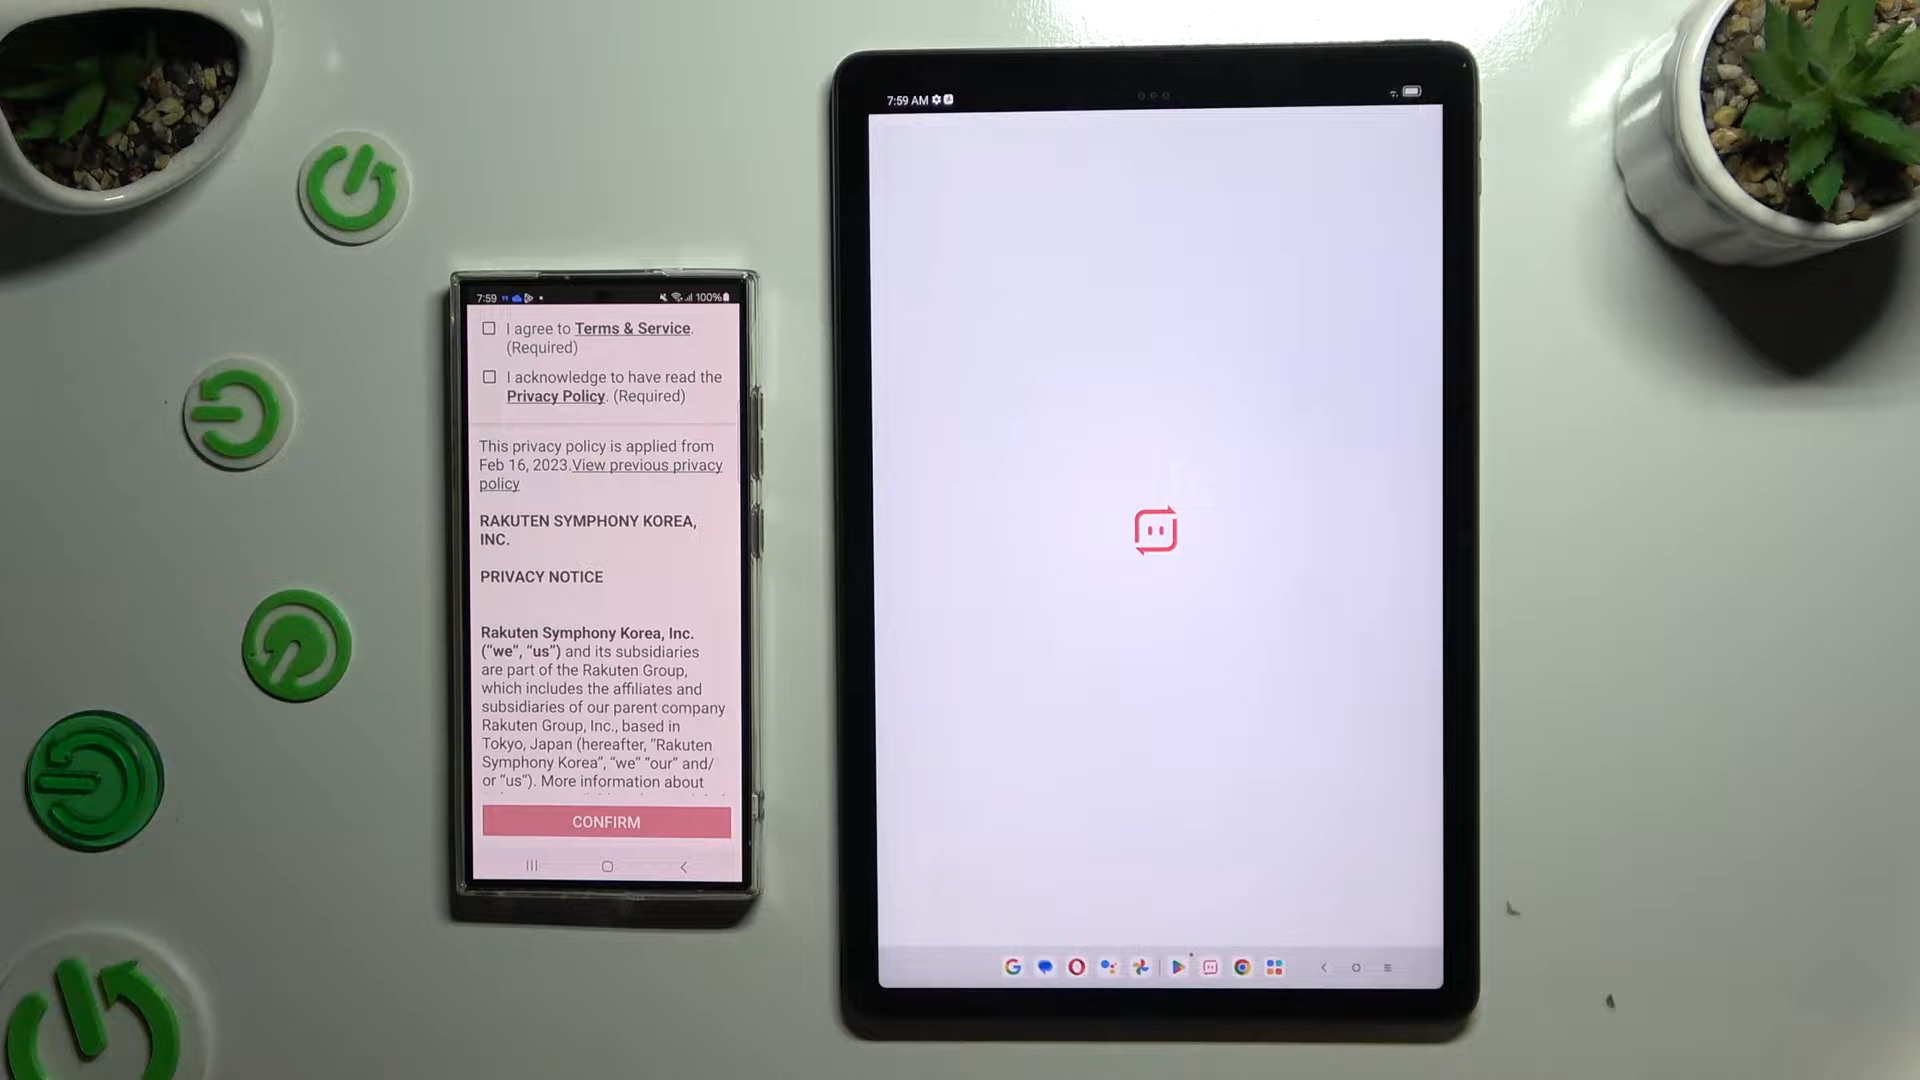 7:59
100%
I agree to Terms & Service.
(Required)
I acknowledge to have read the
Privacy Policy. (Required)
This privacy policy is applied from
Feb 16, 2023.View previous privacy
policy
RAKUTEN SYMPHONY KOREA,
INC.
PRIVACY NOTICE
Rakuten Symphony Korea, Inc.
(“we”, “us”) and its subsidiaries
are part of the Rakuten Group,
which includes the affiliates and
subsidiaries of our parent company
Rakuten Group, Inc., based in
Tokyo, Japan (hereafter, “Rakuten
Symphony Korea”, “we” “our” and/
or “us”). More information about
CONFIRM
7:59 AM